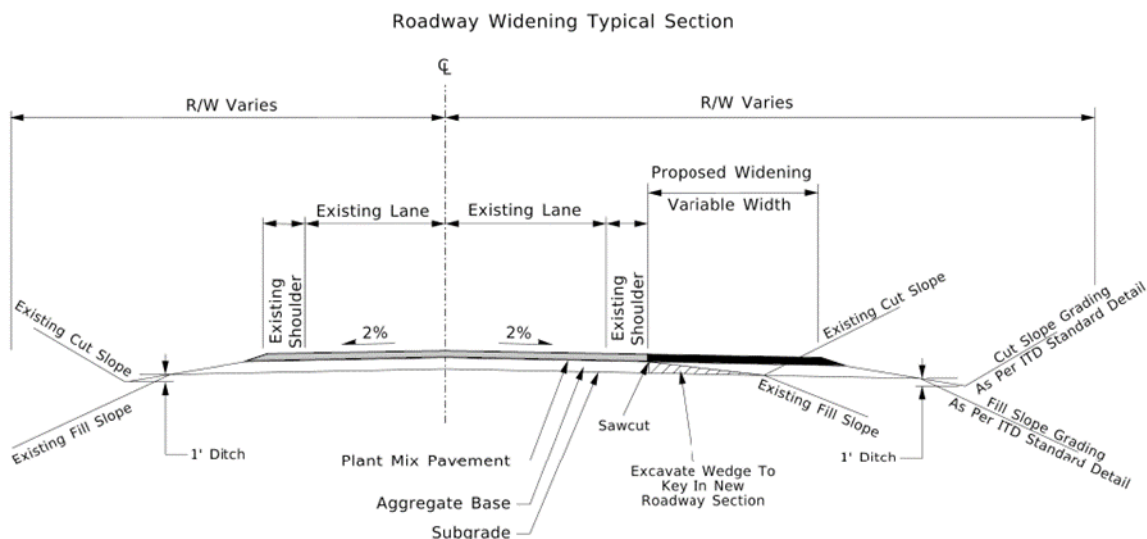 Roadway Widening Typical Section
℄
R/W Varies
R/W Varies
Proposed Widening
Variable Width
Existing Lane
Existing Lane
Existing
Shoulder
Existing
Shoulder
2%
2%
Existing Cut Slope
Existing Fill Slope
1' Ditch
Existing Cut Slope
Existing Fill Slope
Cut Slope Grading
As Per ITD Standard Detail
Fill Slope Grading
As Per ITD Standard Detail
1' Ditch
Sawcut
Plant Mix Pavement
Aggregate Base
Subgrade
Excavate Wedge To
Key In New
Roadway Section